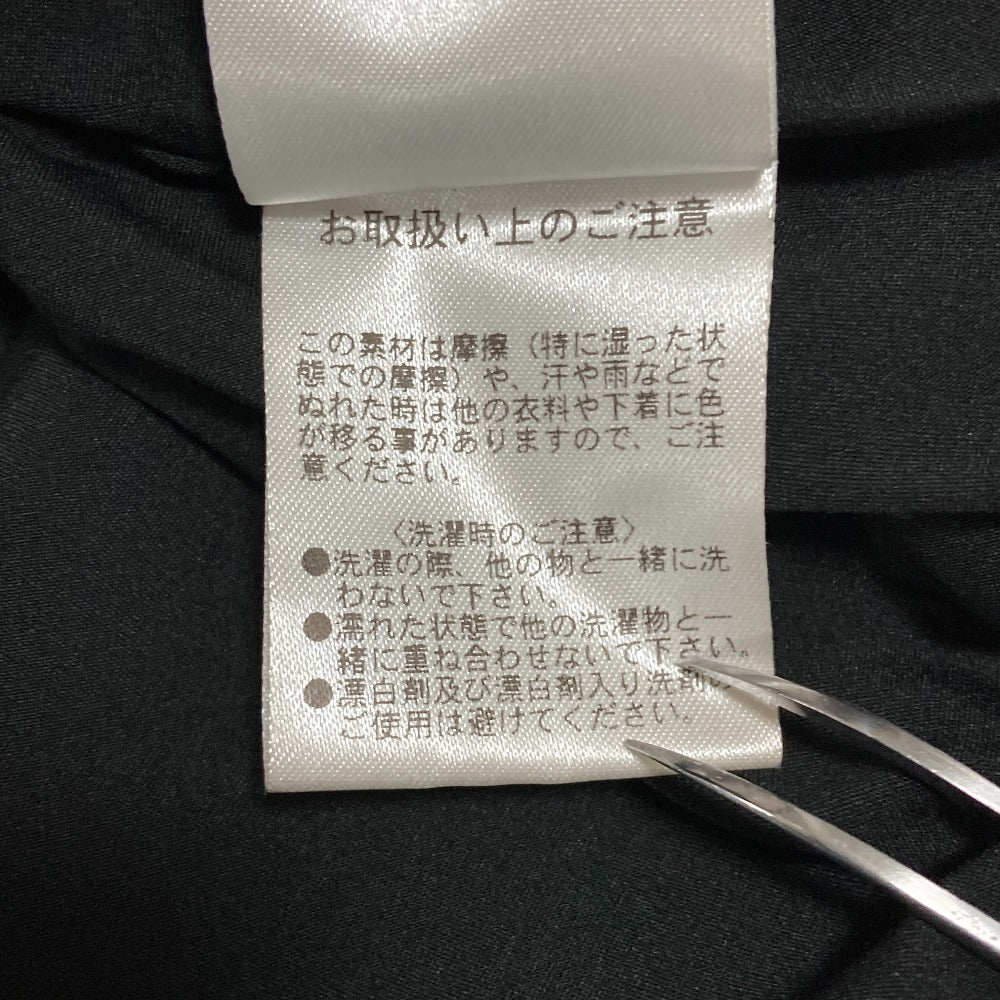 お取扱い上のご注意
この素材は摩擦（特に湿った状
態での摩擦）や、汗や雨などで
ぬれた時は他の衣料や下着に色
が移る事がありますので、ご注
意ください。
〈洗濯時のご注意〉
●洗濯の際、他の物と一緒に洗
わないで下さい。
●濡れた状態で他の洗濯物と一
緒に重ね合わせないで下さい。
●漂白剤及び漂白剤入り洗剤の
ご使用は避けてください。